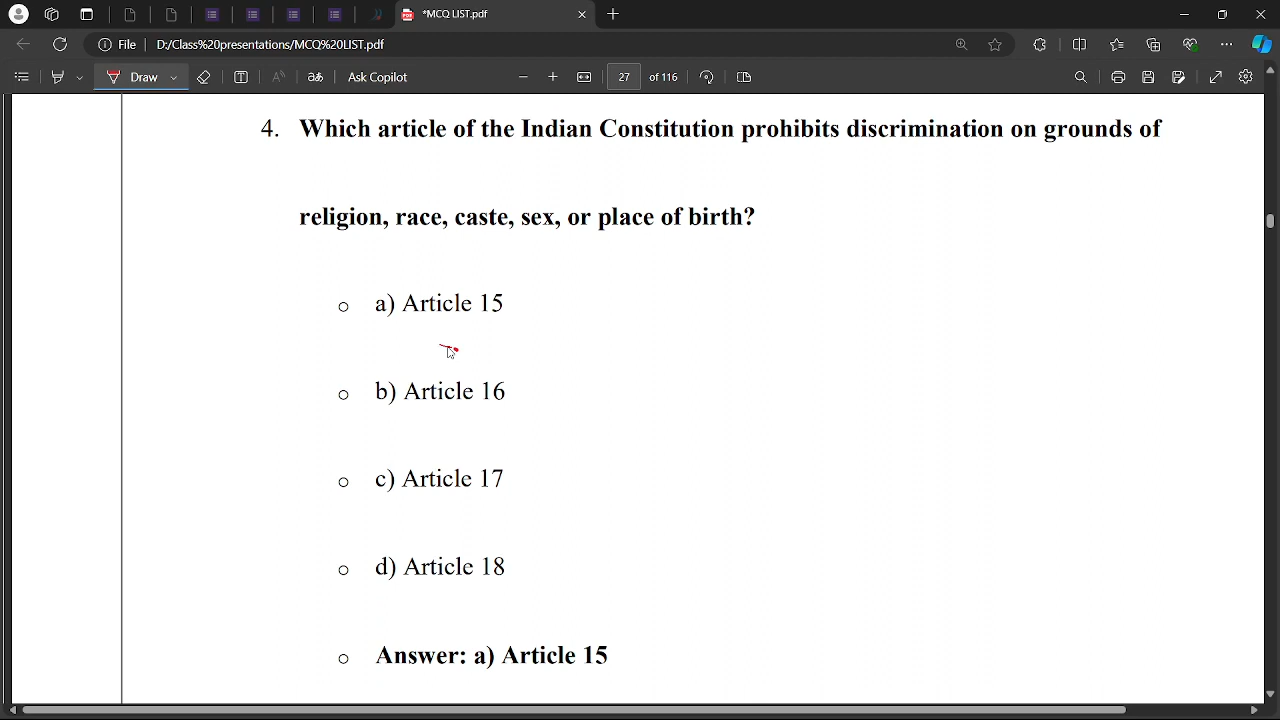 *MCQ LIST.pdf
File D:/Class%20presentations/MCQ%20LIST.pdf
Draw Ask Copilot 27 of 116
4. Which article of the Indian Constitution prohibits discrimination on grounds of
religion, race, caste, sex, or place of birth?
a) Article 15
b) Article 16
c) Article 17
d) Article 18
Answer: a) Article 15